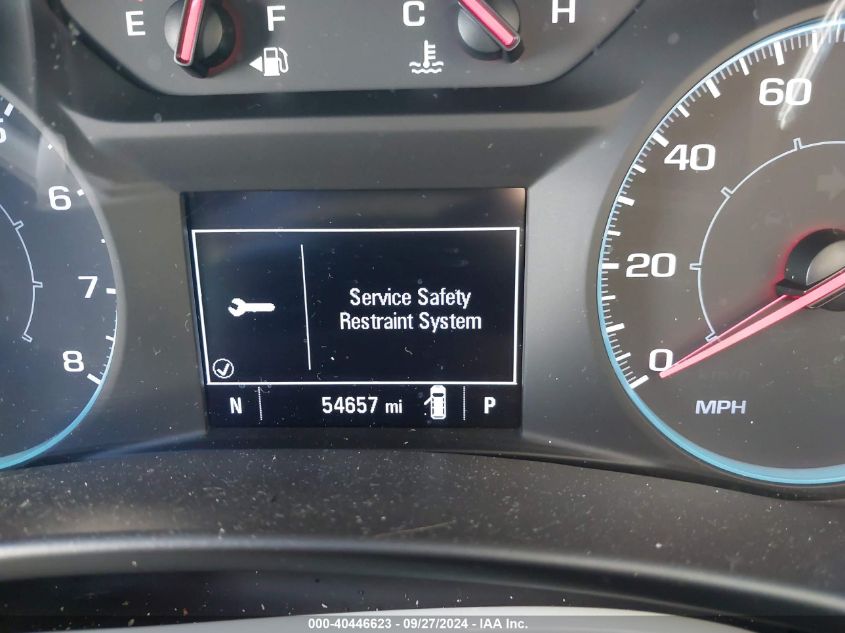 E F C H
5
6
7
8
60
40
20
0
MPH
Service Safety
Restraint System
N 54657 mi P
000-40446623 - 09/27/2024 - IAA Inc.